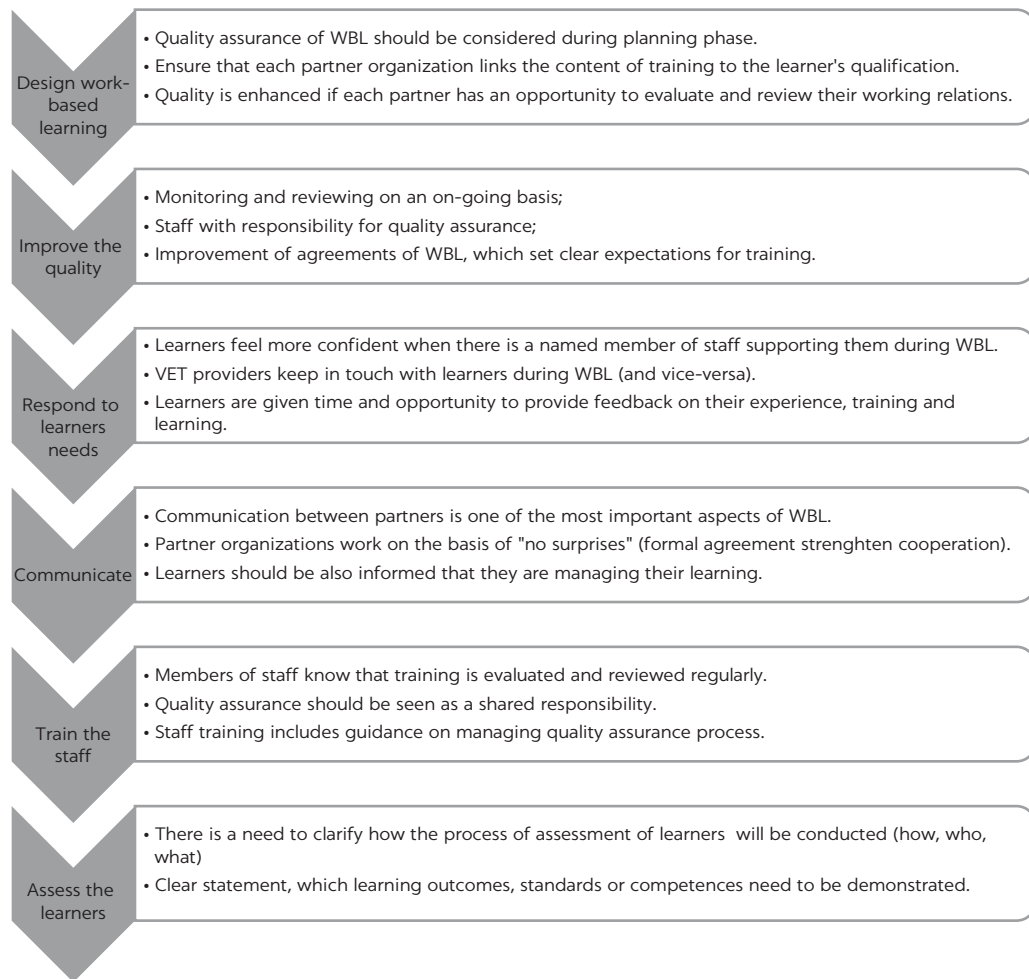 Design work-
based
learning
• Quality assurance of WBL should be considered during planning phase.
• Ensure that each partner organization links the content of training to the learner's qualification.
• Quality is enhanced if each partner has an opportunity to evaluate and review their working relations.
Improve the
quality
• Monitoring and reviewing on an on-going basis;
• Staff with responsibility for quality assurance;
• Improvement of agreements of WBL, which set clear expectations for training.
Respond to
learners
needs
• Learners feel more confident when there is a named member of staff supporting them during WBL.
• VET providers keep in touch with learners during WBL (and vice-versa).
• Learners are given time and opportunity to provide feedback on their experience, training and
learning.
Communicate
• Communication between partners is one of the most important aspects of WBL.
• Partner organizations work on the basis of "no surprises" (formal agreement strenghten cooperation).
• Learners should be also informed that they are managing their learning.
Train the
staff
• Members of staff know that training is evaluated and reviewed regularly.
• Quality assurance should be seen as a shared responsibility.
• Staff training includes guidance on managing quality assurance process.
Assess the
learners
• There is a need to clarify how the process of assessment of learners will be conducted (how, who,
what)
• Clear statement, which learning outcomes, standards or competences need to be demonstrated.